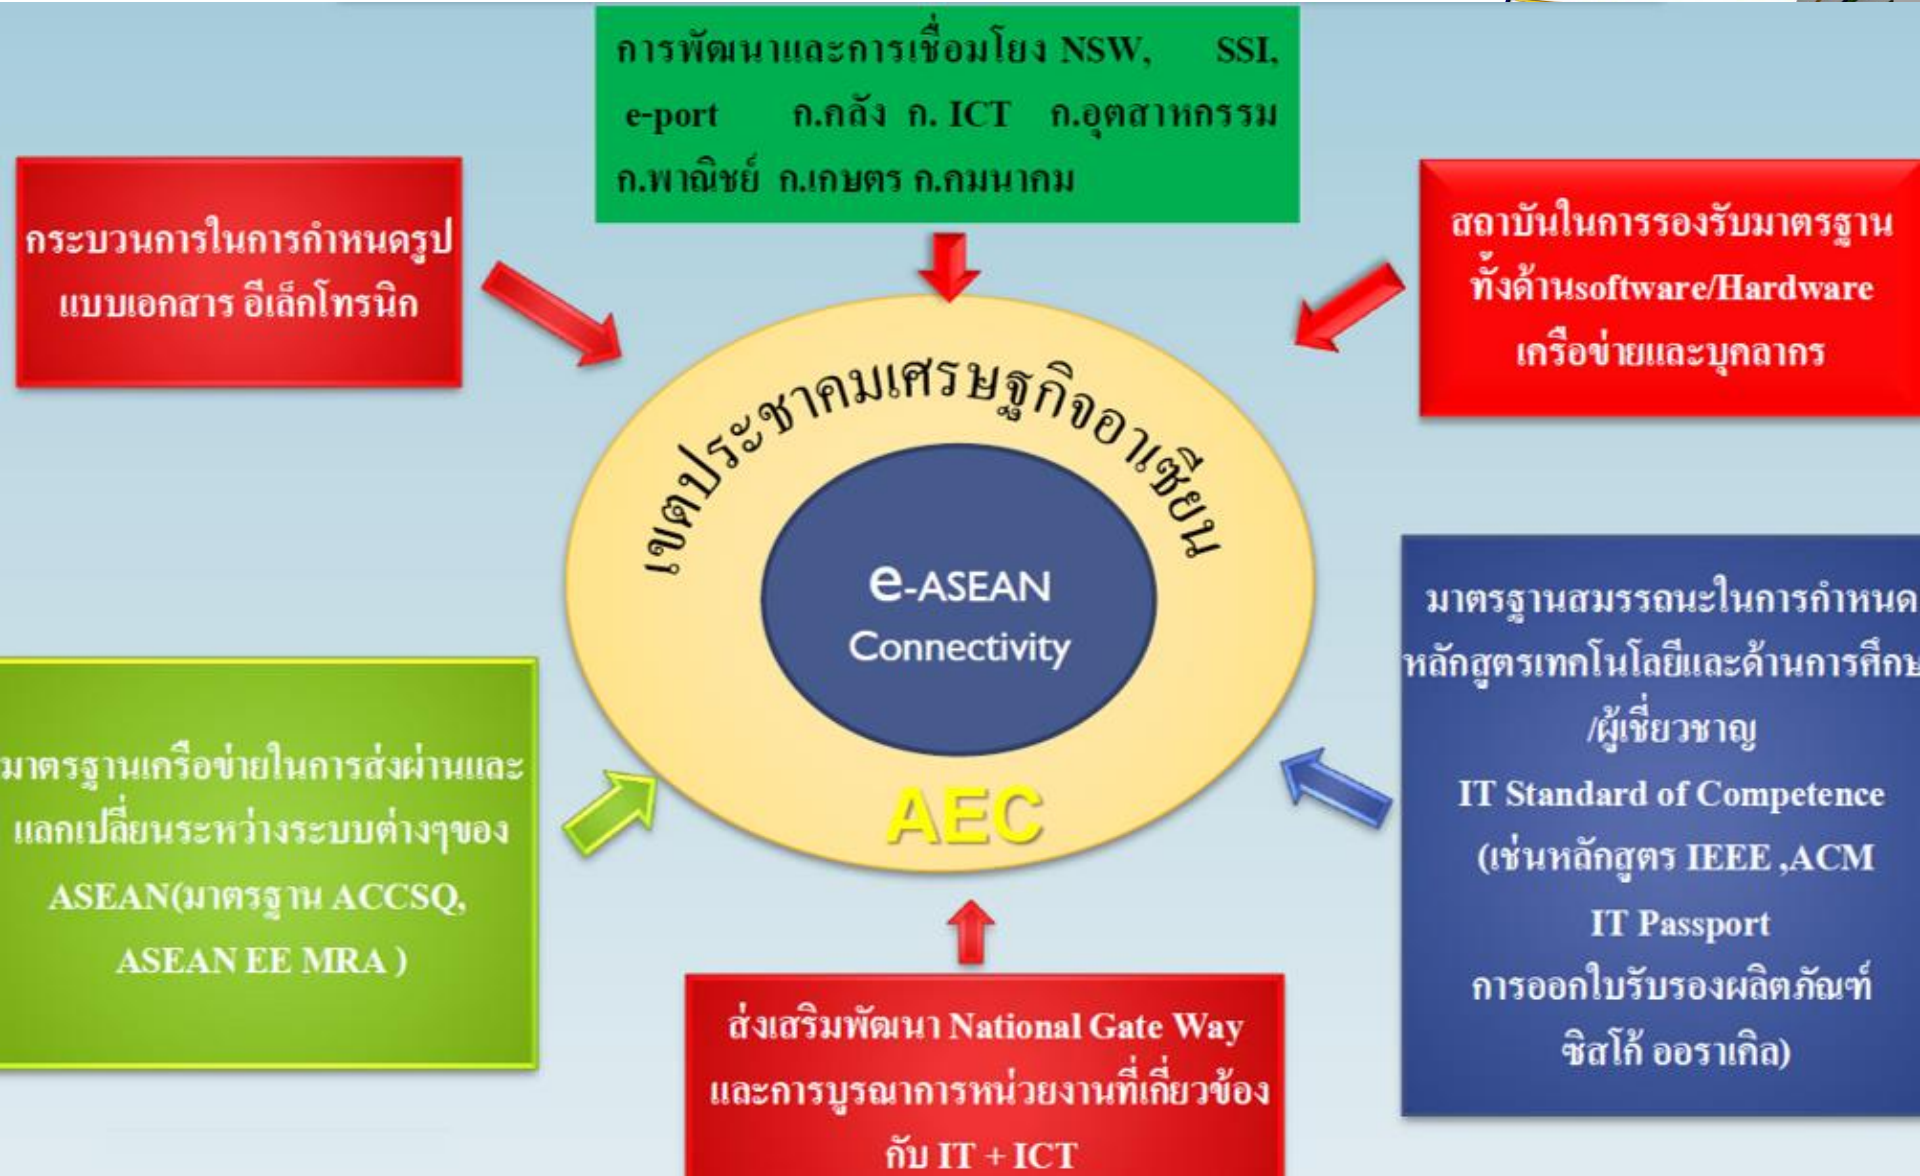 การพัฒนาและการเชื่อมโยง NSW, SSI,
e-port ก.คลัง ก. ICT ก.อุตสาหกรรม
ก.พาณิชย์ ก.เกษตร ก.คมนาคม
กระบวนการในการกำหนดรูป
แบบเอกสาร อีเล็กโทรนิก
สถาบันในการรองรับมาตรฐาน
ทั้งด้านsoftware/Hardware
เครือข่ายและบุคลากร
เขตประชาคมเศรษฐกิจอาเซียน
e-ASEAN
Connectivity
AEC
มาตรฐานเครือข่ายในการส่งผ่านและ
แลกเปลี่ยนระหว่างระบบต่างๆของ
ASEAN(มาตรฐาน ACCSQ,
ASEAN EE MRA )
มาตรฐานสมรรถนะในการกำหนด
หลักสูตรเทคโนโลยีและด้านการศึกษ
/ผู้เชี่ยวชาญ
IT Standard of Competence
(เช่นหลักสูตร IEEE ,ACM
IT Passport
การออกใบรับรองผลิตภัณฑ์
ซิสโก้ ออราเคิล)
ส่งเสริมพัฒนา National Gate Way
และการบูรณาการหน่วยงานที่เกี่ยวข้อง
กับ IT + ICT